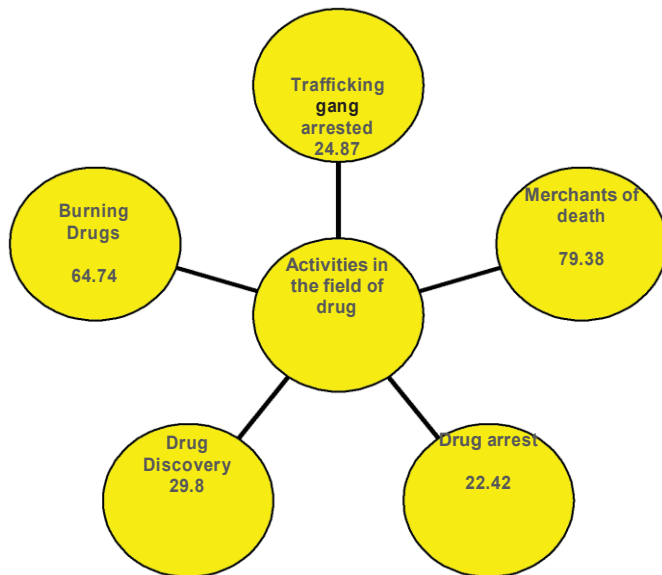 Trafficking
gang
arrested
24.87
Burning
Drugs
64.74
Merchants of
death
79.38
Activities in
the field of
drug
Drug
Discovery
29.8
Drug arrest
22.42